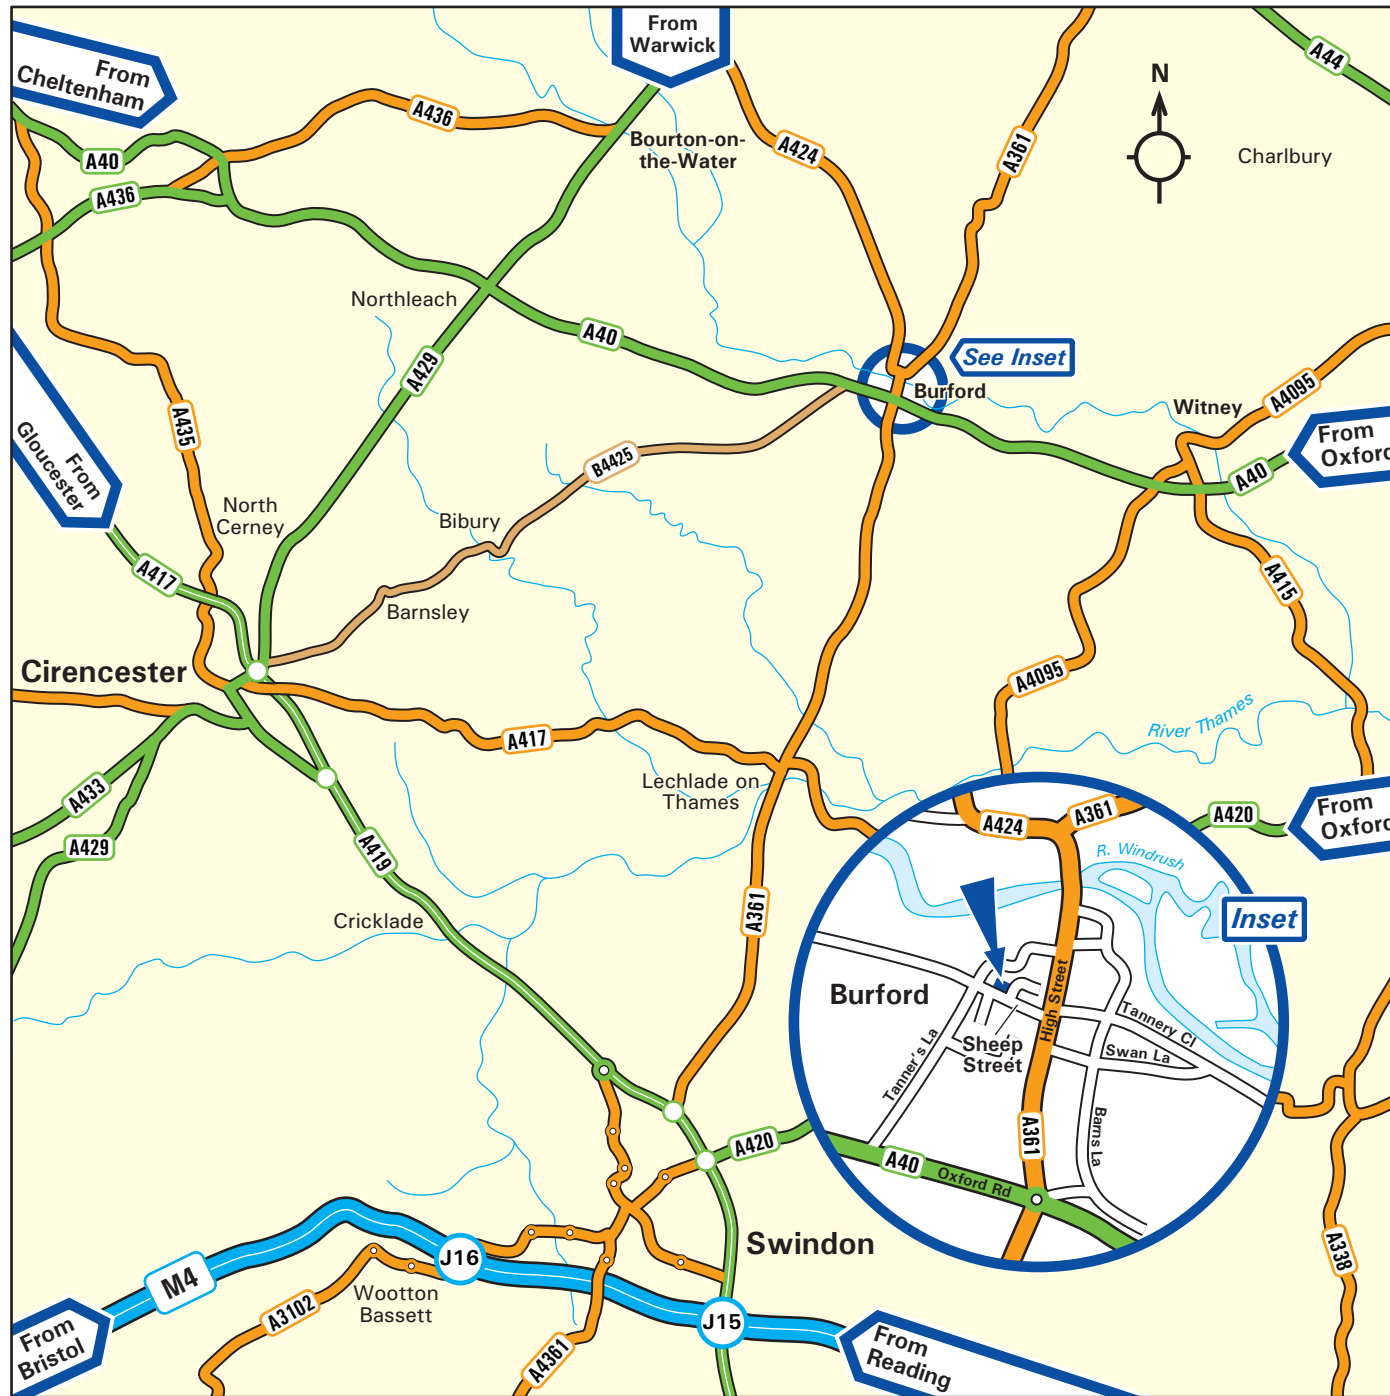 From
Warwick
From
Cheltenham
A44
N
A436
A424
A361
Bourton-on-
the-Water
Charlbury
A40
A436
Northleach
A40
See Inset
A429
Burford
A4095
Witney
A435
From
Oxford
From
Gloucester
B4425
A40
North
Cerney
Bibury
A417
A415
Barnsley
Cirencester
A4095
River Thames
A417
Lechlade on
Thames
A433
A429
A419
A424
A361
A420
From
Oxford
R. Windrush
Cricklade
A361
Inset
Burford
High Street
Tannery Cl
Sheep
Street
Swan La
Tanner's La
Barns La
A361
A40
Oxford Rd
A420
Swindon
J16
M4
A338
Wootton
Bassett
A3102
J15
From
Bristol
A4361
From
Reading